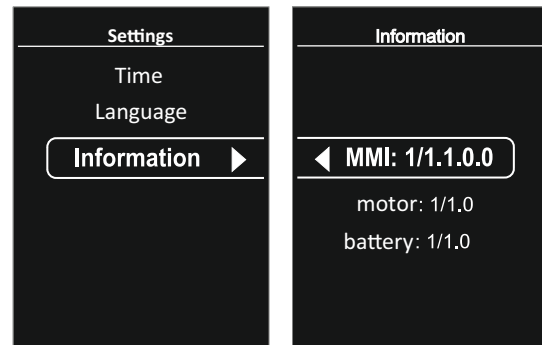 Settings
Time
Language
Information
Information
MMI: 1/1.1.0.0
motor: 1/1.0
battery: 1/1.0